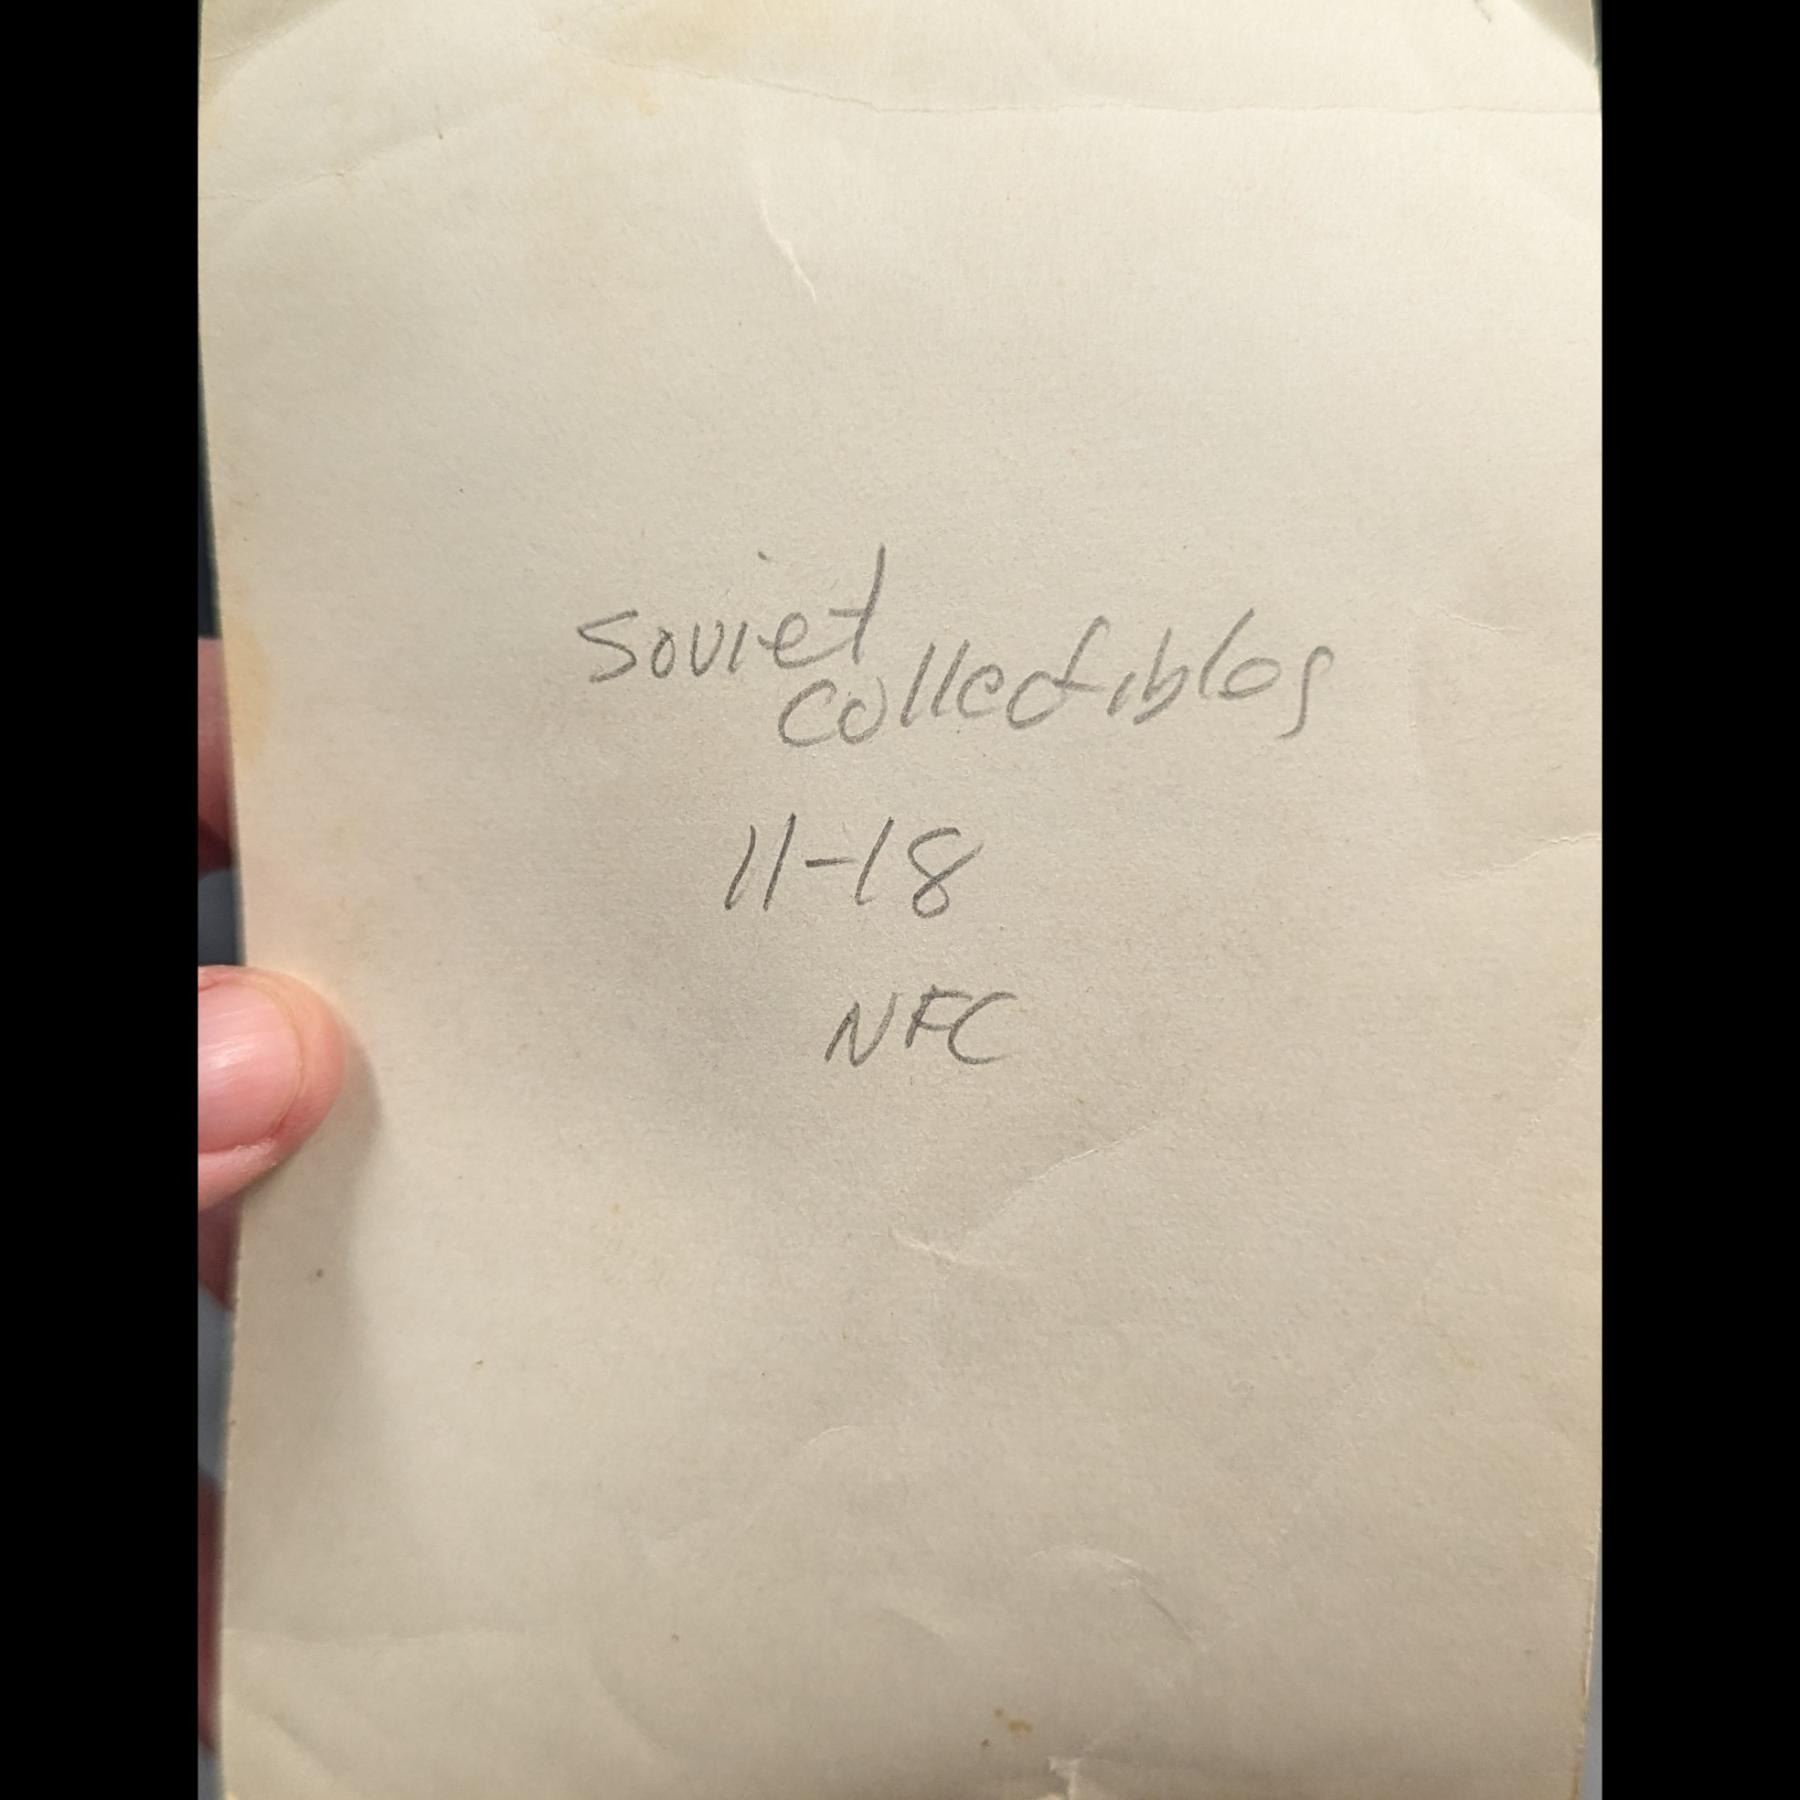 Soviet
Collectibles
11-18
NFC